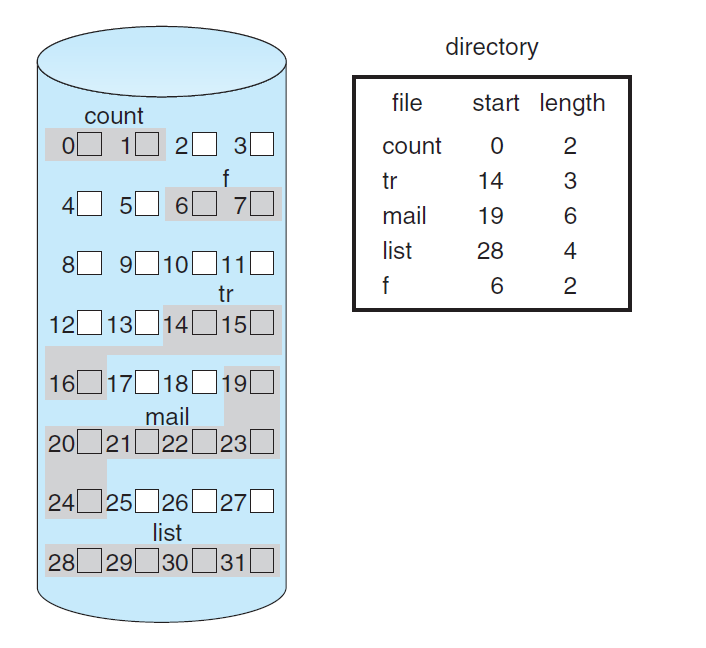 count
0 1 2 3
f
4 5 6 7
8 9 10 11
tr
12 13 14 15
16 17 18 19
mail
20 21 22 23
24 25 26 27
list
28 29 30 31
directory
file start length
count 0 2
tr 14 3
mail 19 6
list 28 4
f 6 2